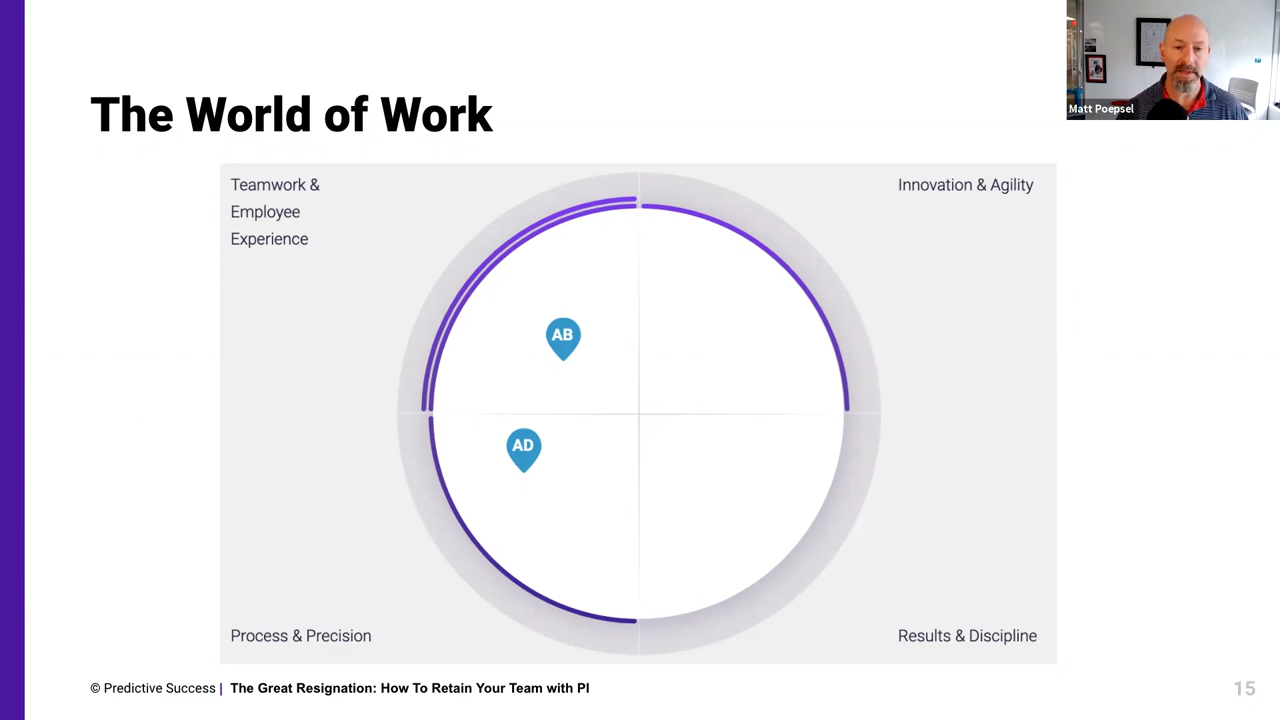 Matt Poepsel
The World of Work
Teamwork &
Employee
Experience
Innovation & Agility
AB
AD
Process & Precision
Results & Discipline
© Predictive Success | The Great Resignation: How To Retain Your Team with PI
15